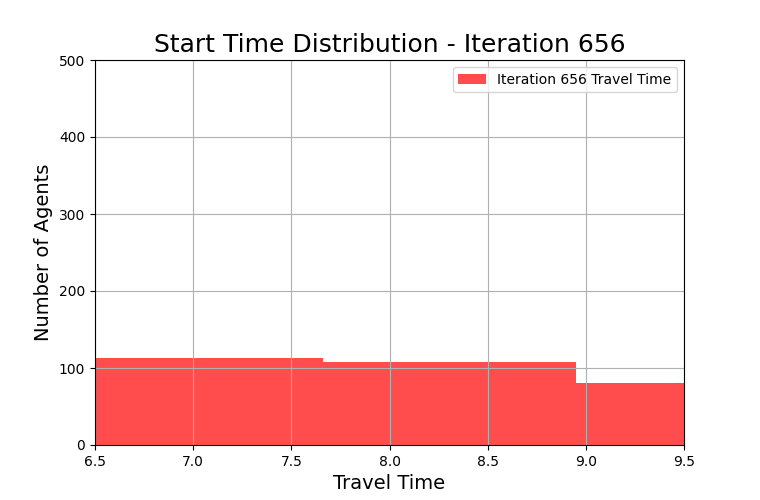 Start Time Distribution - Iteration 656
500
Iteration 656 Travel Time
400
300
200
100
0
Number of Agents
6.5 7.0 7.5 8.0 8.5 9.0 9.5
Travel Time